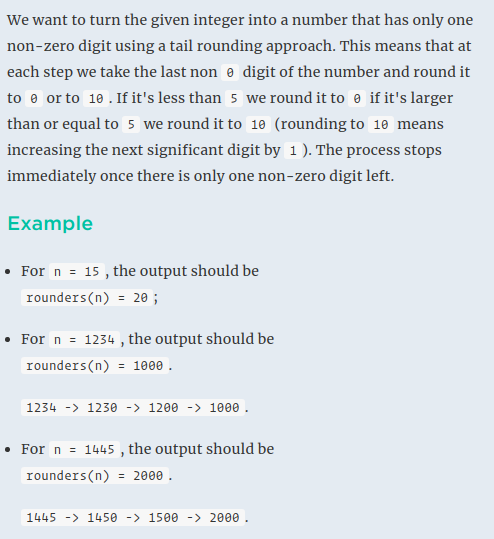 We want to turn the given integer into a number that has only one
non-zero digit using a tail rounding approach. This means that at
each step we take the last non 0 digit of the number and round it
to 0 or to 10 . If it's less than 5 we round it to 0 if it's larger
than or equal to 5 we round it to 10 (rounding to 10 means
increasing the next significant digit by 1 ). The process stops
immediately once there is only one non-zero digit left.
Example
• For n = 15 , the output should be
rounders(n) = 20 ;
• For n = 1234 , the output should be
rounders(n) = 1000 .
1234 -> 1230 -> 1200 -> 1000 .
• For n = 1445 , the output should be
rounders(n) = 2000 .
1445 -> 1450 -> 1500 -> 2000 .